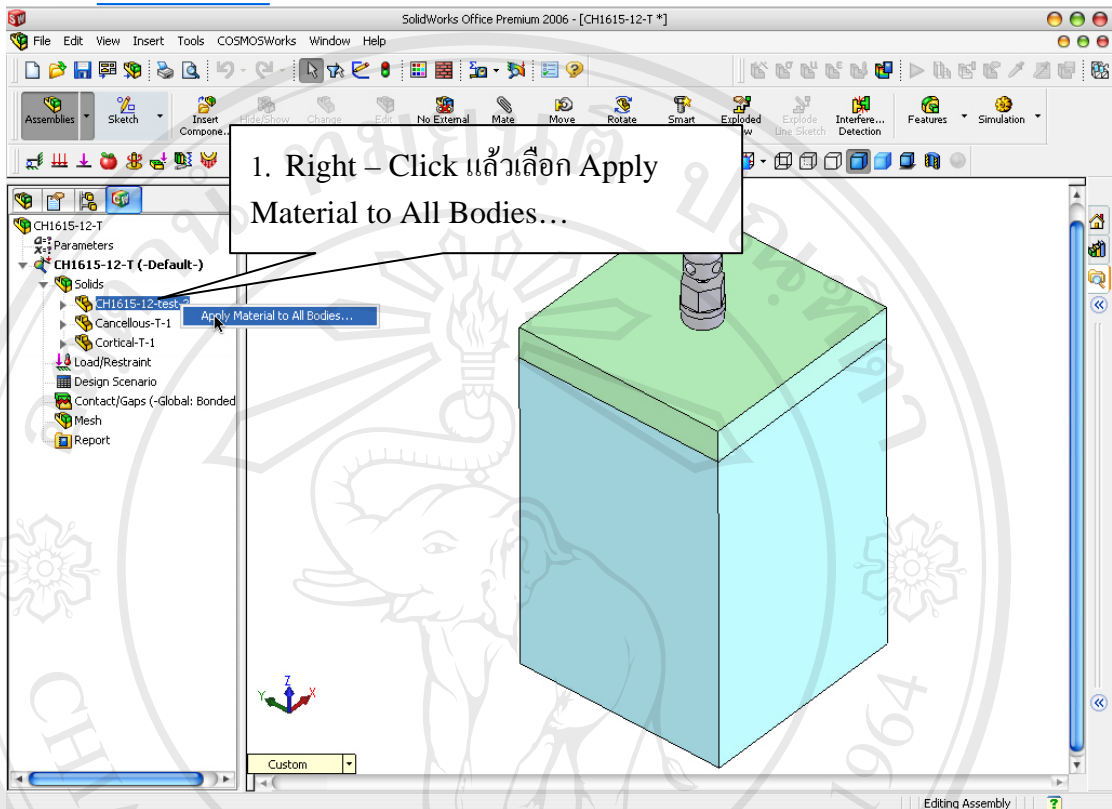 SolidWorks Office Premium 2006 - [CH1615-12-T *]
File Edit View Insert Tools COSMOSWorks Window Help
Assemblies Sketch Insert Compone... Hide/Show Change Edit No External Mate Move Rotate Smart Exploded Explode Line Sketch Interfere... Detection Features Simulation
1. Right – Click แล้วเลือก Apply
Material to All Bodies…
CH1615-12-T
Parameters
CH1615-12-T (-Default-)
Solids
CH1615-12-test-2
Apply Material to All Bodies...
Cancellous-T-1
Cortical-T-1
Load/Restraint
Design Scenario
Contact/Gaps (-Global: Bonded
Mesh
Report
Z
Y X
Custom
Editing Assembly
1964